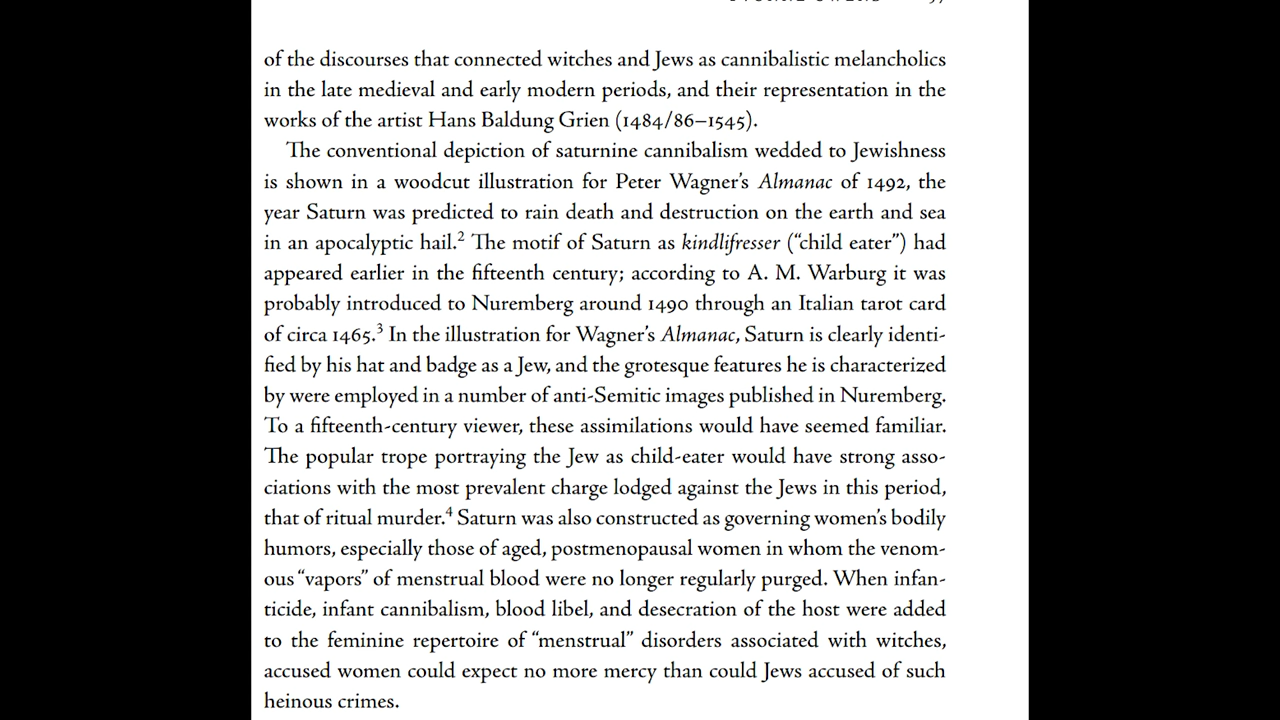 of the discourses that connected witches and Jews as cannibalistic melancholics
in the late medieval and early modern periods, and their representation in the
works of the artist Hans Baldung Grien (1484/86–1545).
The conventional depiction of saturnine cannibalism wedded to Jewishness
is shown in a woodcut illustration for Peter Wagner’s Almanac of 1492, the
year Saturn was predicted to rain death and destruction on the earth and sea
in an apocalyptic hail.2 The motif of Saturn as kindlifresser (“child eater”) had
appeared earlier in the fifteenth century; according to A. M. Warburg it was
probably introduced to Nuremberg around 1490 through an Italian tarot card
of circa 1465.3 In the illustration for Wagner’s Almanac, Saturn is clearly identi-
fied by his hat and badge as a Jew, and the grotesque features he is characterized
by were employed in a number of anti-Semitic images published in Nuremberg.
To a fifteenth-century viewer, these assimilations would have seemed familiar.
The popular trope portraying the Jew as child-eater would have strong asso-
ciations with the most prevalent charge lodged against the Jews in this period,
that of ritual murder.4 Saturn was also constructed as governing women’s bodily
humors, especially those of aged, postmenopausal women in whom the venom-
ous “vapors” of menstrual blood were no longer regularly purged. When infan-
ticide, infant cannibalism, blood libel, and desecration of the host were added
to the feminine repertoire of “menstrual” disorders associated with witches,
accused women could expect no more mercy than could Jews accused of such
heinous crimes.